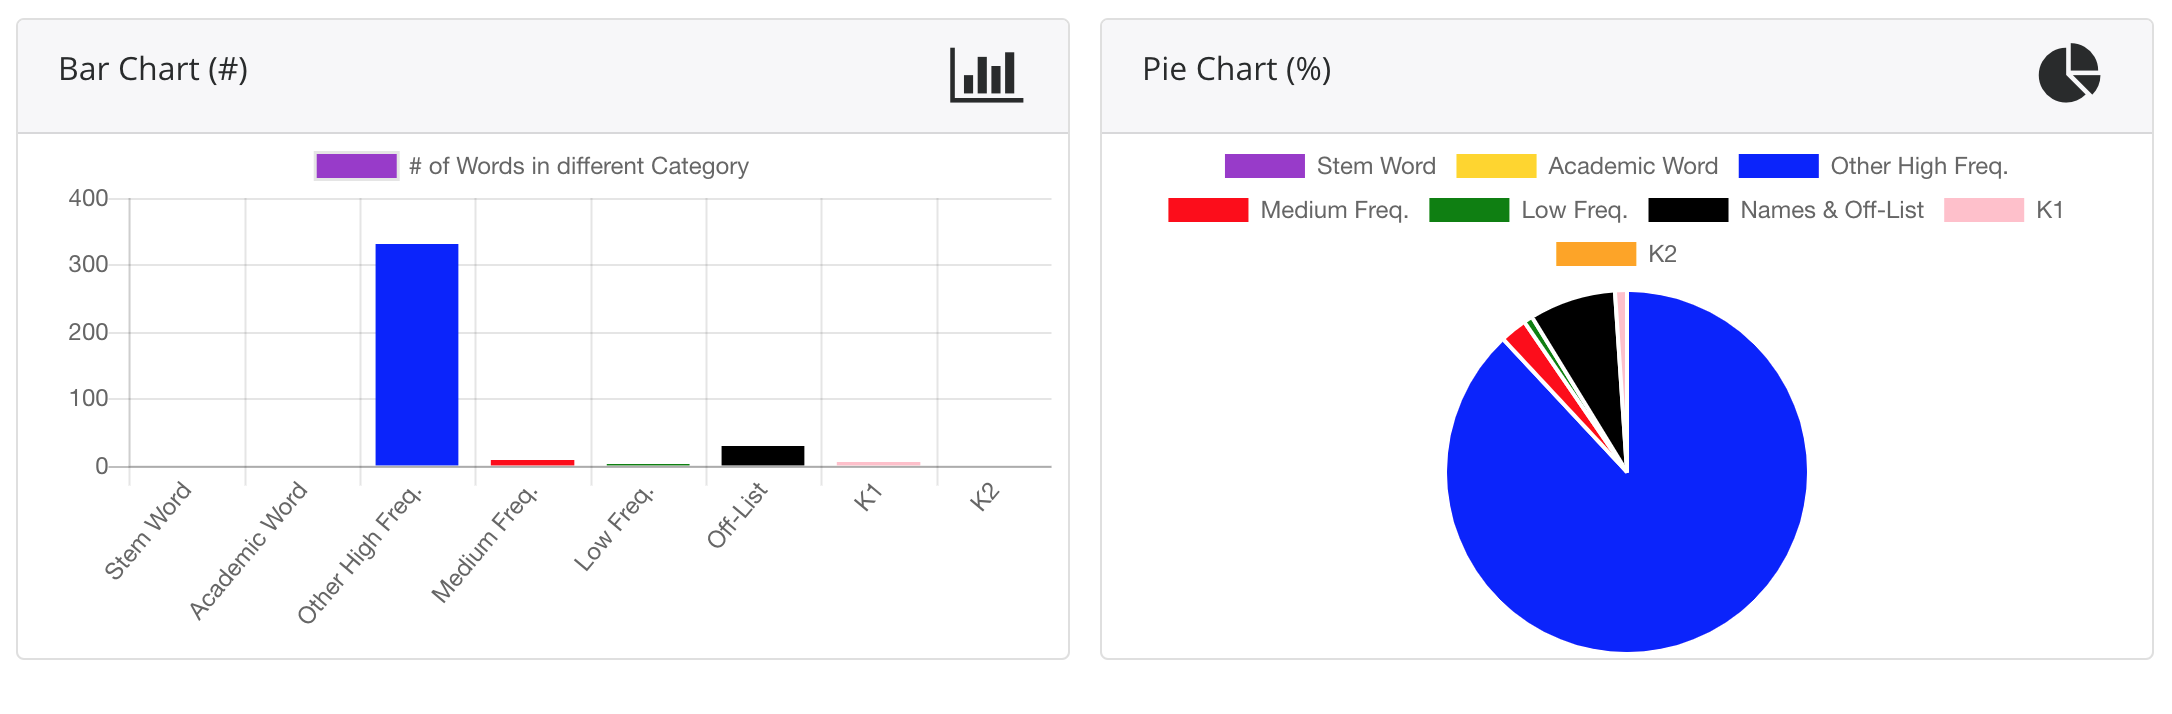 Bar Chart (#)
# of Words in different Category
400
300
200
100
0
Stem Word
Academic Word
Other High Freq.
Medium Freq.
Low Freq.
Off-List
K1
K2
Pie Chart (%)
Stem Word Academic Word Other High Freq.
Medium Freq. Low Freq. Names & Off-List K1
K2